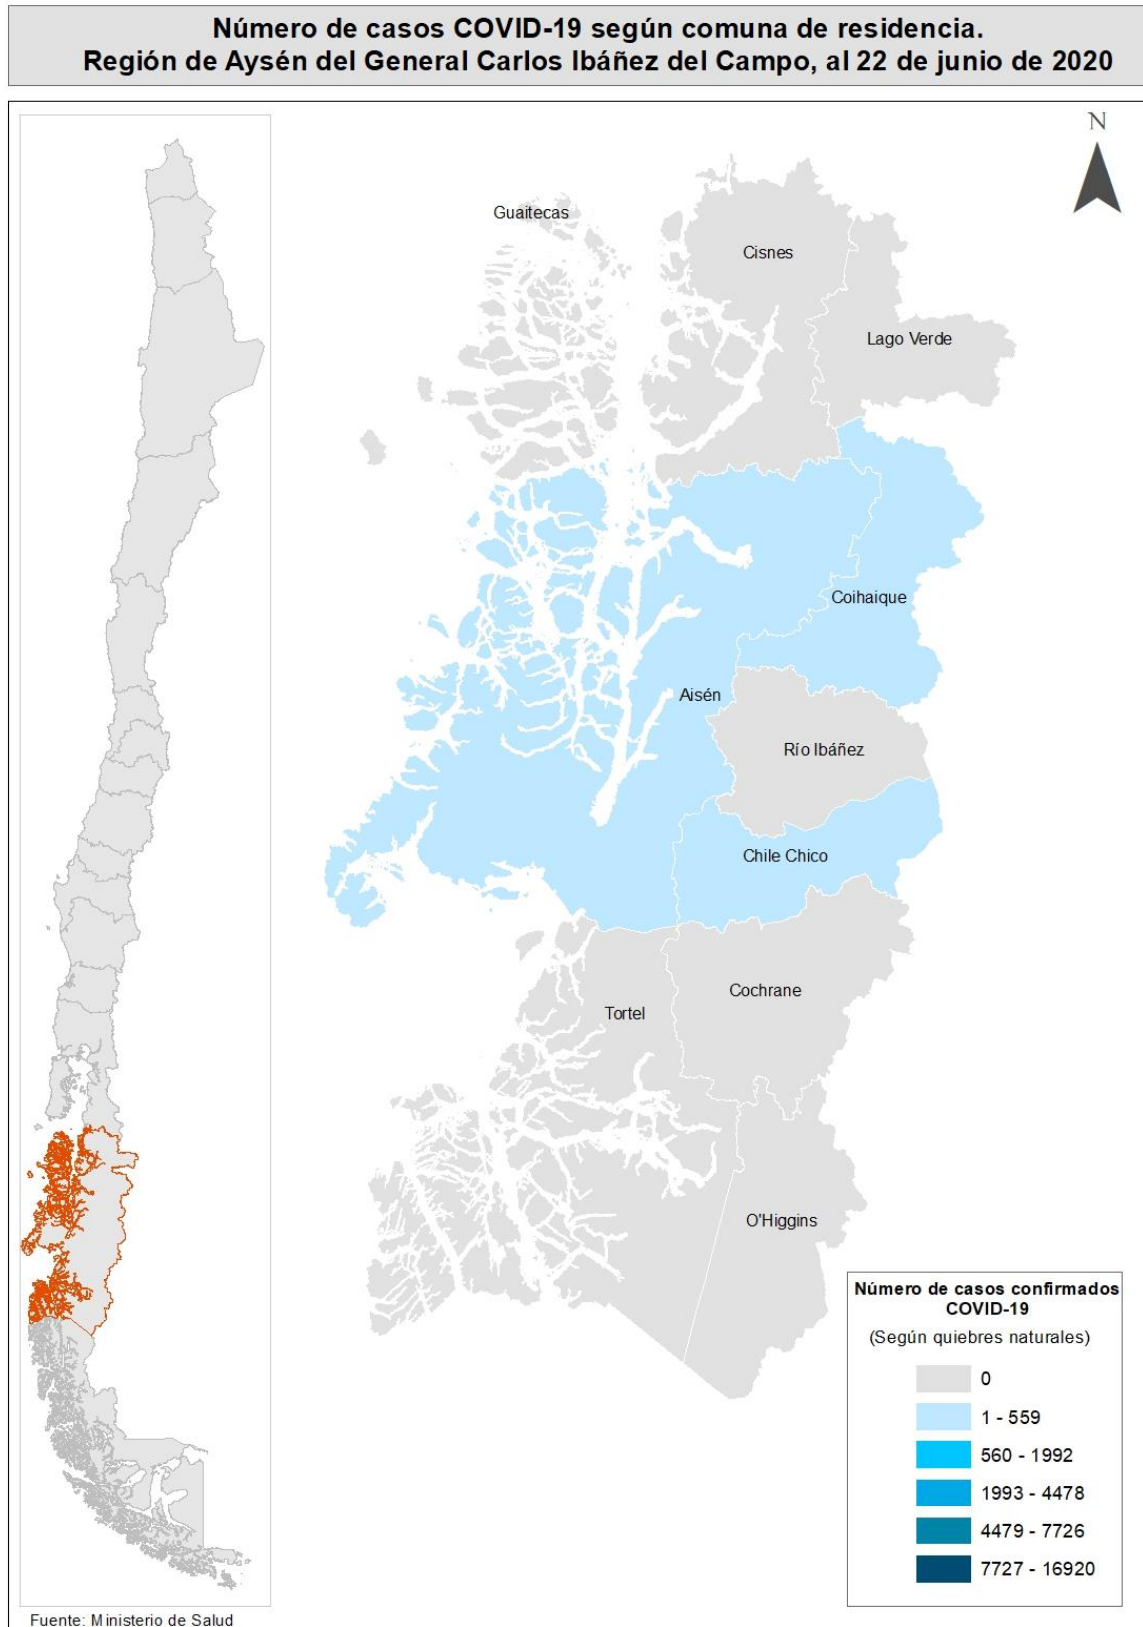 Número de casos COVID-19 según comuna de residencia.
Región de Aysén del General Carlos Ibáñez del Campo, al 22 de junio de 2020
N
Guaitecas
Cisnes
Lago Verde
Coihaique
Aisén
Río Ibáñez
Chile Chico
Cochrane
Tortel
O'Higgins
Número de casos confirmados
COVID-19
(Según quiebres naturales)
0
1 - 559
560 - 1992
1993 - 4478
4479 - 7726
7727 - 16920
Fuente: Ministerio de Salud